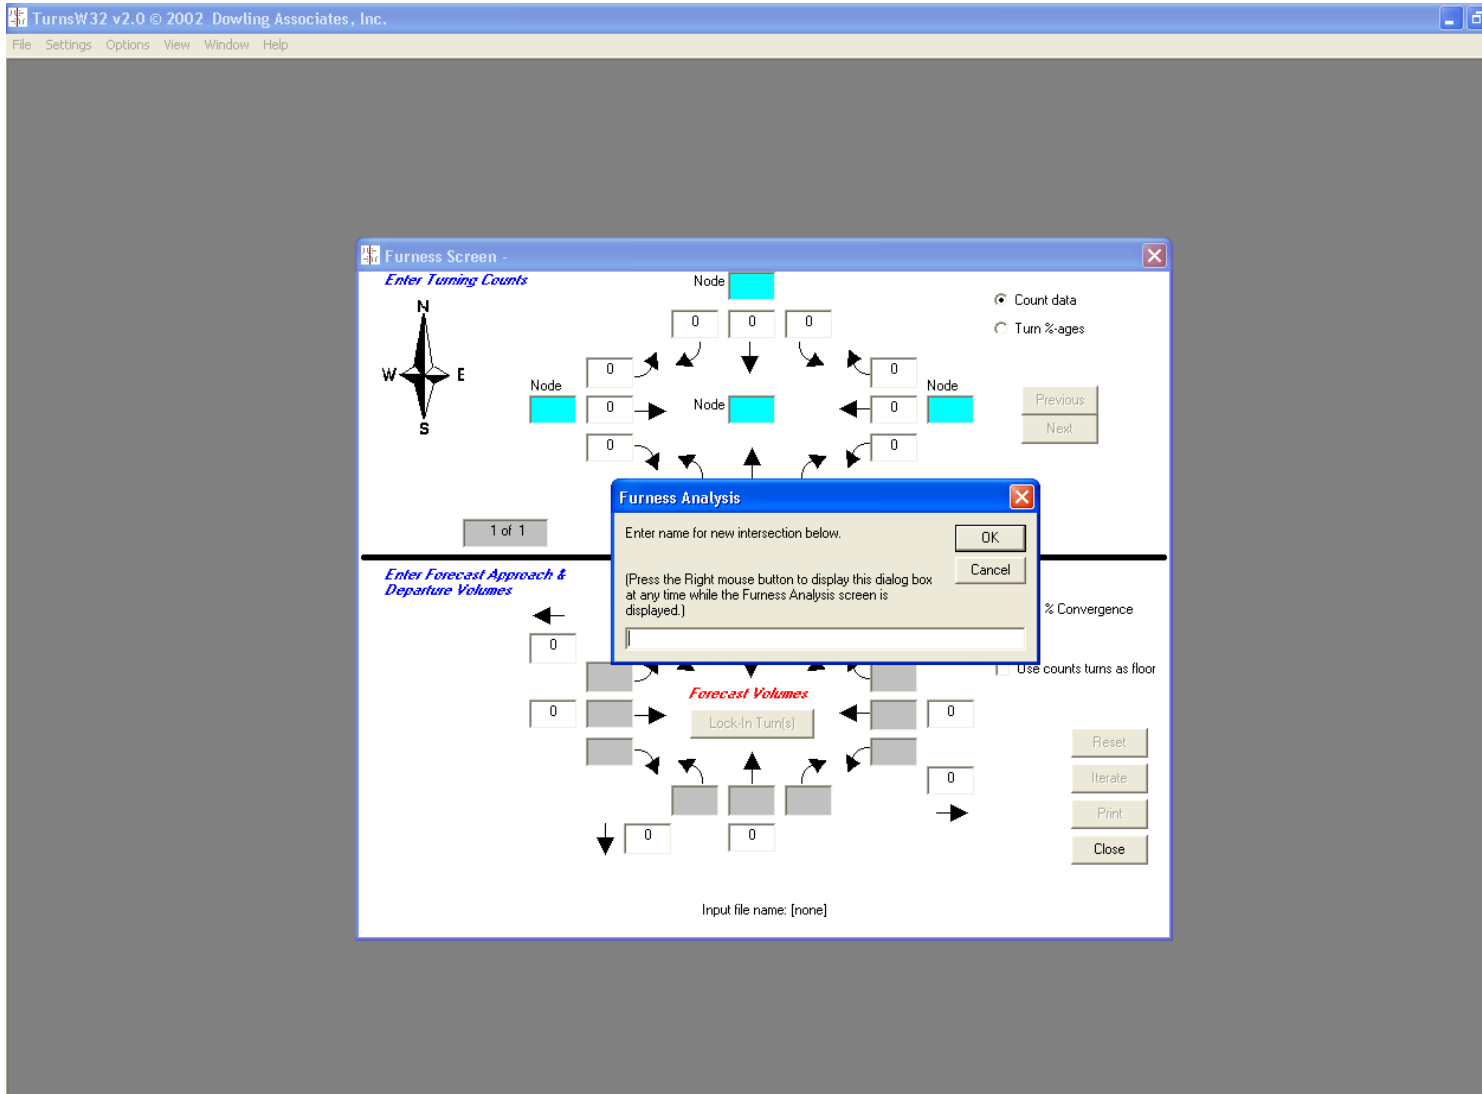 TurnsW32 v2.0 © 2002 Dowling Associates, Inc.
File Settings Options View Window Help
Furness Screen -
Enter Turning Counts
Node
Count data
Turn %-ages
N
W E
S
0 0 0
0 0
Node Node Node
0 0
0 0
Previous
Next
1 of 1
Furness Analysis
Enter name for new intersection below.
(Press the Right mouse button to display this dialog box
at any time while the Furness Analysis screen is
displayed.)
OK
Cancel
Enter Forecast Approach &
Departure Volumes
% Convergence
0
Use counts turns as floor
Forecast Volumes
0 0
Lock-In Turn(s)
Reset
0
Iterate
Print
0 0
Close
Input file name: [none]